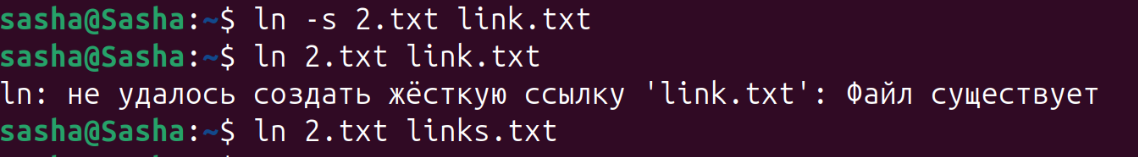 sasha@Sasha:~$ ln -s 2.txt link.txt
sasha@Sasha:~$ ln 2.txt link.txt
ln: не удалось создать жёсткую ссылку 'link.txt': Файл существует
sasha@Sasha:~$ ln 2.txt links.txt